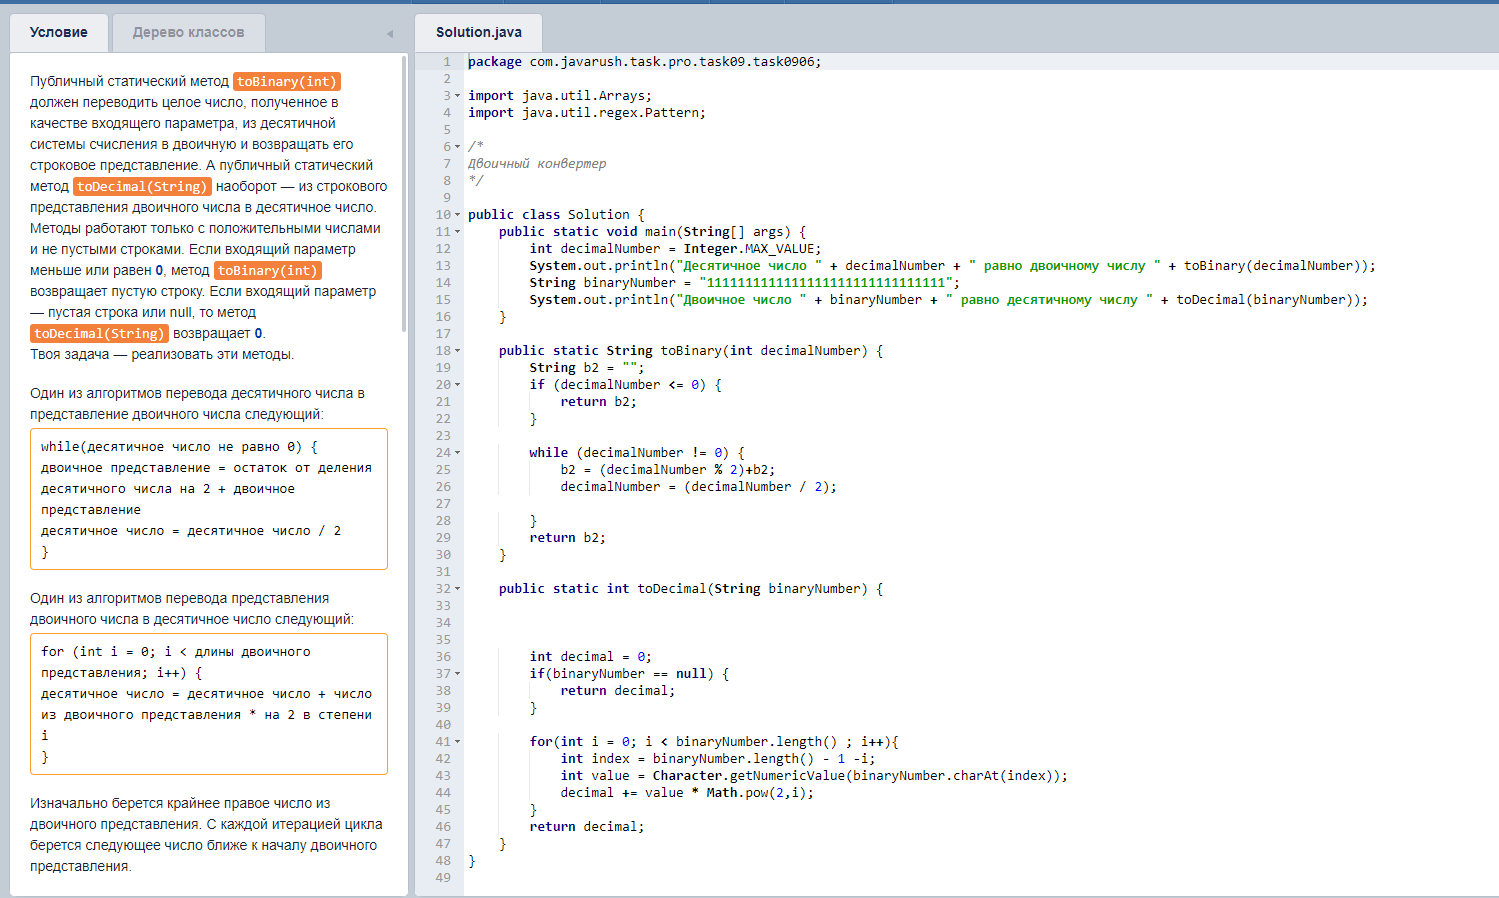 Условие
Дерево классов
Публичный статический метод toBinary(int)
должен переводить целое число, полученное в
качестве входящего параметра, из десятичной
системы счисления в двоичную и возвращать его
строковое представление. А публичный статический
метод toDecimal(String) наоборот — из строкового
представления двоичного числа в десятичное число.
Методы работают только с положительными числами
и не пустыми строками. Если входящий параметр
меньше или равен 0, метод toBinary(int)
возвращает пустую строку. Если входящий параметр
— пустая строка или null, то метод
toDecimal(String) возвращает 0.
Твоя задача — реализовать эти методы.
Один из алгоритмов перевода десятичного числа в
представление двоичного числа следующий:
while(десятичное число не равно 0) {
двоичное представление = остаток от деления
десятичного числа на 2 + двоичное
представление
десятичное число = десятичное число / 2
}
Один из алгоритмов перевода представления
двоичного числа в десятичное число следующий:
for (int i = 0; i < длины двоичного
представления; i++) {
десятичное число = десятичное число + число
из двоичного представления * на 2 в степени
i
}
Изначально берется крайнее правое число из
двоичного представления. С каждой итерацией цикла
берется следующее число ближе к началу двоичного
представления.
Solution.java
1 package com.javarush.task.pro.task09.task0906;
2
3 import java.util.Arrays;
4 import java.util.regex.Pattern;
5
6 /*
7 Двоичный конвертер
8 */
9
10 public class Solution {
11 public static void main(String[] args) {
12 int decimalNumber = Integer.MAX_VALUE;
13 System.out.println("Десятичное число " + decimalNumber + " равно двоичному числу " + toBinary(decimalNumber));
14 String binaryNumber = "1111111111111111111111111111111";
15 System.out.println("Двоичное число " + binaryNumber + " равно десятичному числу " + toDecimal(binaryNumber));
16 }
17
18 public static String toBinary(int decimalNumber) {
19 String b2 = "";
20 if (decimalNumber <= 0) {
21 return b2;
22 }
23
24 while (decimalNumber != 0) {
25 b2 = (decimalNumber % 2)+b2;
26 decimalNumber = (decimalNumber / 2);
27
28 }
29 return b2;
30 }
31
32 public static int toDecimal(String binaryNumber) {
33
34
35
36 int decimal = 0;
37 if(binaryNumber == null) {
38 return decimal;
39 }
40
41 for(int i = 0; i < binaryNumber.length() ; i++){
42 int index = binaryNumber.length() - 1 -i;
43 int value = Character.getNumericValue(binaryNumber.charAt(index));
44 decimal += value * Math.pow(2,i);
45 }
46 return decimal;
47 }
48 }
49